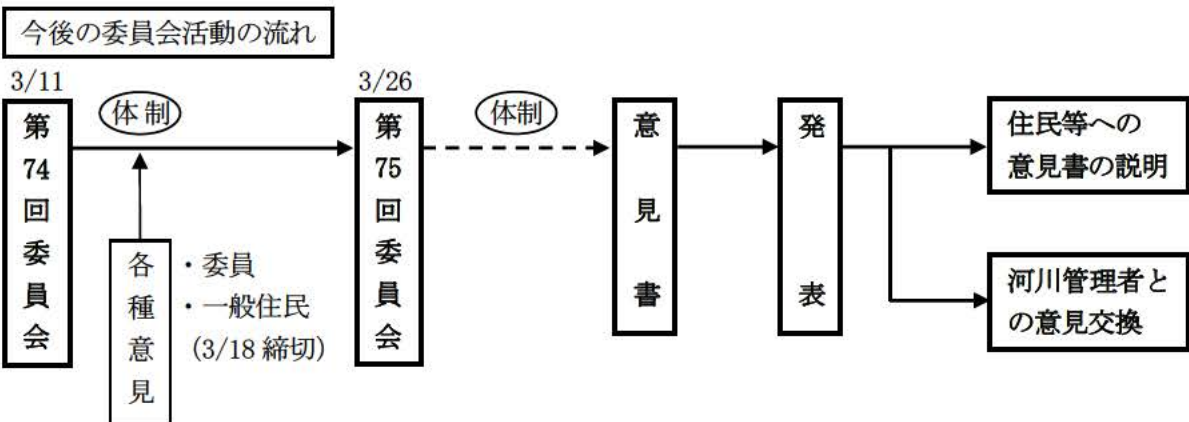 今後の委員会活動の流れ
3/11
第74回委員会
体制
各種意見
・委員
・一般住民
(3/18 締切)
3/26
第75回委員会
体制
意見書
発表
住民等への
意見書の説明
河川管理者と
の意見交換